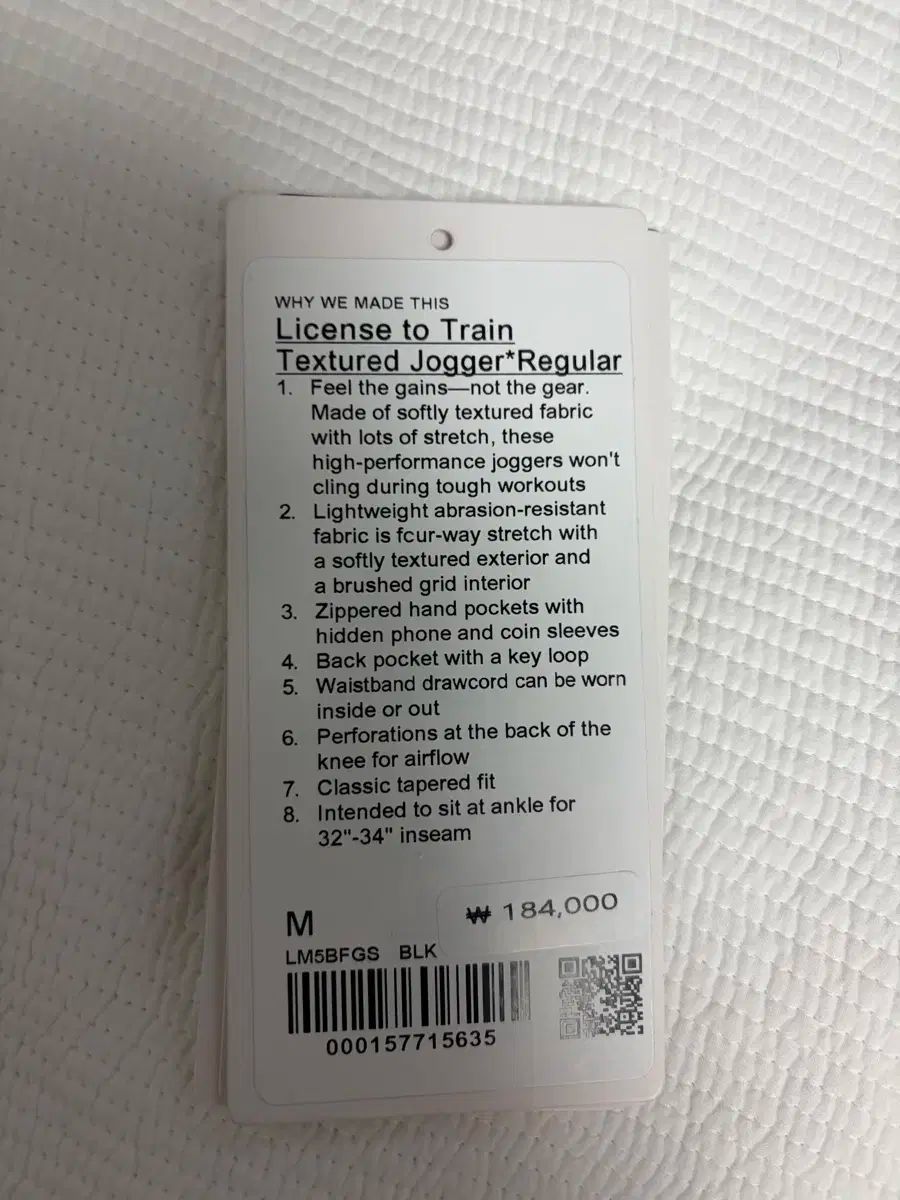 WHY WE MADE THIS
License to Train
Textured Jogger*Regular
1. Feel the gains—not the gear.
Made of softly textured fabric
with lots of stretch, these
high-performance joggers won't
cling during tough workouts
2. Lightweight abrasion-resistant
fabric is fcur-way stretch with
a softly textured exterior and
a brushed grid interior
3. Zippered hand pockets with
hidden phone and coin sleeves
4. Back pocket with a key loop
5. Waistband drawcord can be worn
inside or out
6. Perforations at the back of the
knee for airflow
7. Classic tapered fit
8. Intended to sit at ankle for
32"-34" inseam
M
₩ 184,000
LM5BFGS BLK
000157715635